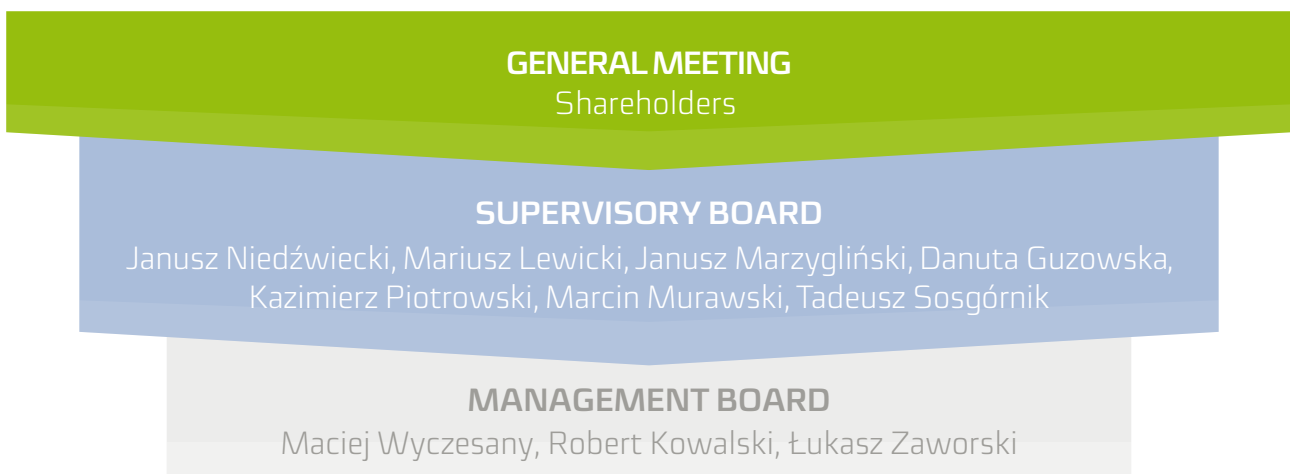 GENERAL MEETING
Shareholders
SUPERVISORY BOARD
Janusz Niedźwiecki, Mariusz Lewicki, Janusz Marzygliński, Danuta Guzowska,
Kazimierz Piotrowski, Marcin Murawski, Tadeusz Sosgórnik
MANAGEMENT BOARD
Maciej Wyczesany, Robert Kowalski, Łukasz Zaworski